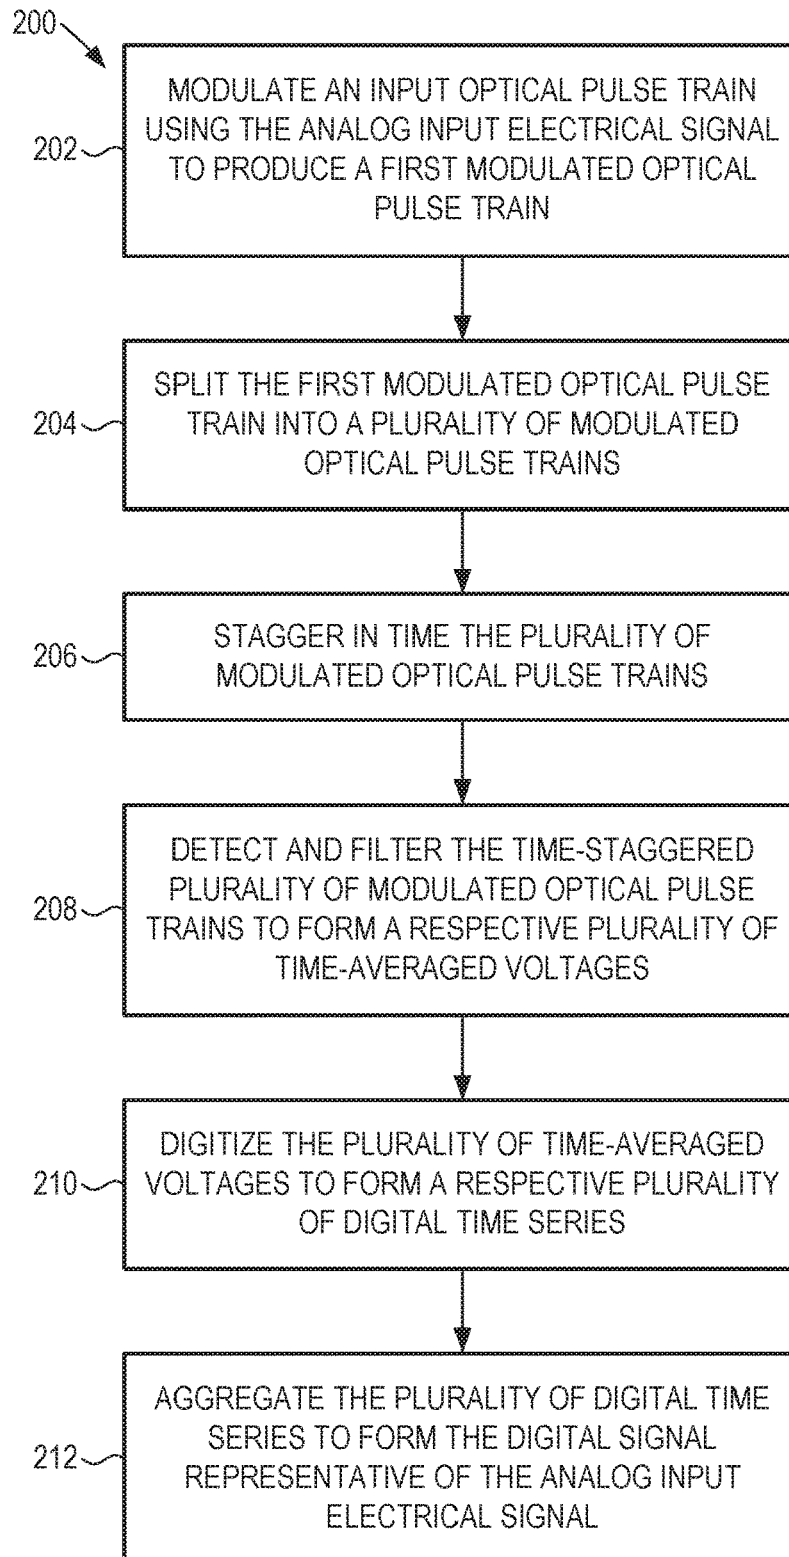 200
202
MODULATE AN INPUT OPTICAL PULSE TRAIN
USING THE ANALOG INPUT ELECTRICAL SIGNAL
TO PRODUCE A FIRST MODULATED OPTICAL
PULSE TRAIN
204
SPLIT THE FIRST MODULATED OPTICAL PULSE
TRAIN INTO A PLURALITY OF MODULATED
OPTICAL PULSE TRAINS
206
STAGGER IN TIME THE PLURALITY OF
MODULATED OPTICAL PULSE TRAINS
208
DETECT AND FILTER THE TIME-STAGGERED
PLURALITY OF MODULATED OPTICAL PULSE
TRAINS TO FORM A RESPECTIVE PLURALITY OF
TIME-AVERAGED VOLTAGES
210
DIGITIZE THE PLURALITY OF TIME-AVERAGED
VOLTAGES TO FORM A RESPECTIVE PLURALITY
OF DIGITAL TIME SERIES
212
AGGREGATE THE PLURALITY OF DIGITAL TIME
SERIES TO FORM THE DIGITAL SIGNAL
REPRESENTATIVE OF THE ANALOG INPUT
ELECTRICAL SIGNAL